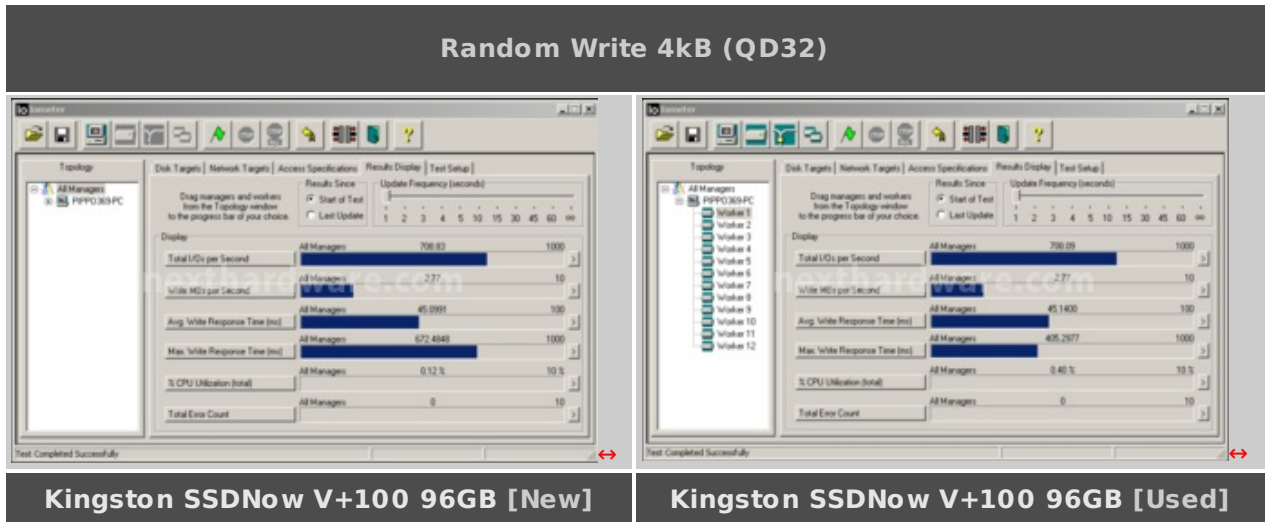 Random Write 4kB (QD32)
Iometer
Topology
All Managers
PIPPO369-PC
Disk Targets | Network Targets | Access Specifications | Results Display | Test Setup
Drag managers and workers
from the Topology window
to the progress bar of your choice.
Results Since
Start of Test
Last Update
Update Frequency (seconds)
1 2 3 4 5 10 15 30 45 60 ∞
Display
All Managers 708.83 1000
Total I/Os per Second
All Managers 2.77 10
Write MBs per Second
All Managers 45.0991 100
Avg. Write Response Time (ms)
All Managers 672.4848 1000
Max. Write Response Time (ms)
All Managers 0.12 % 10 %
% CPU Utilization (total)
All Managers 0 10
Total Error Count
nexthardware.com
Test Completed Successfully
Iometer
Topology
All Managers
PIPPO369-PC
Worker 1
Worker 2
Worker 3
Worker 4
Worker 5
Worker 6
Worker 7
Worker 8
Worker 9
Worker 10
Worker 11
Worker 12
Disk Targets | Network Targets | Access Specifications | Results Display | Test Setup
Drag managers and workers
from the Topology window
to the progress bar of your choice.
Results Since
Start of Test
Last Update
Update Frequency (seconds)
1 2 3 4 5 10 15 30 45 60 ∞
Display
All Managers 708.09 1000
Total I/Os per Second
All Managers 2.77 10
Write MBs per Second
All Managers 45.1400 100
Avg. Write Response Time (ms)
All Managers 405.2977 1000
Max. Write Response Time (ms)
All Managers 0.40 % 10 %
% CPU Utilization (total)
All Managers 0 10
Total Error Count
nexthardware.com
Test Completed Successfully
Kingston SSDNow V+100 96GB [New]
Kingston SSDNow V+100 96GB [Used]